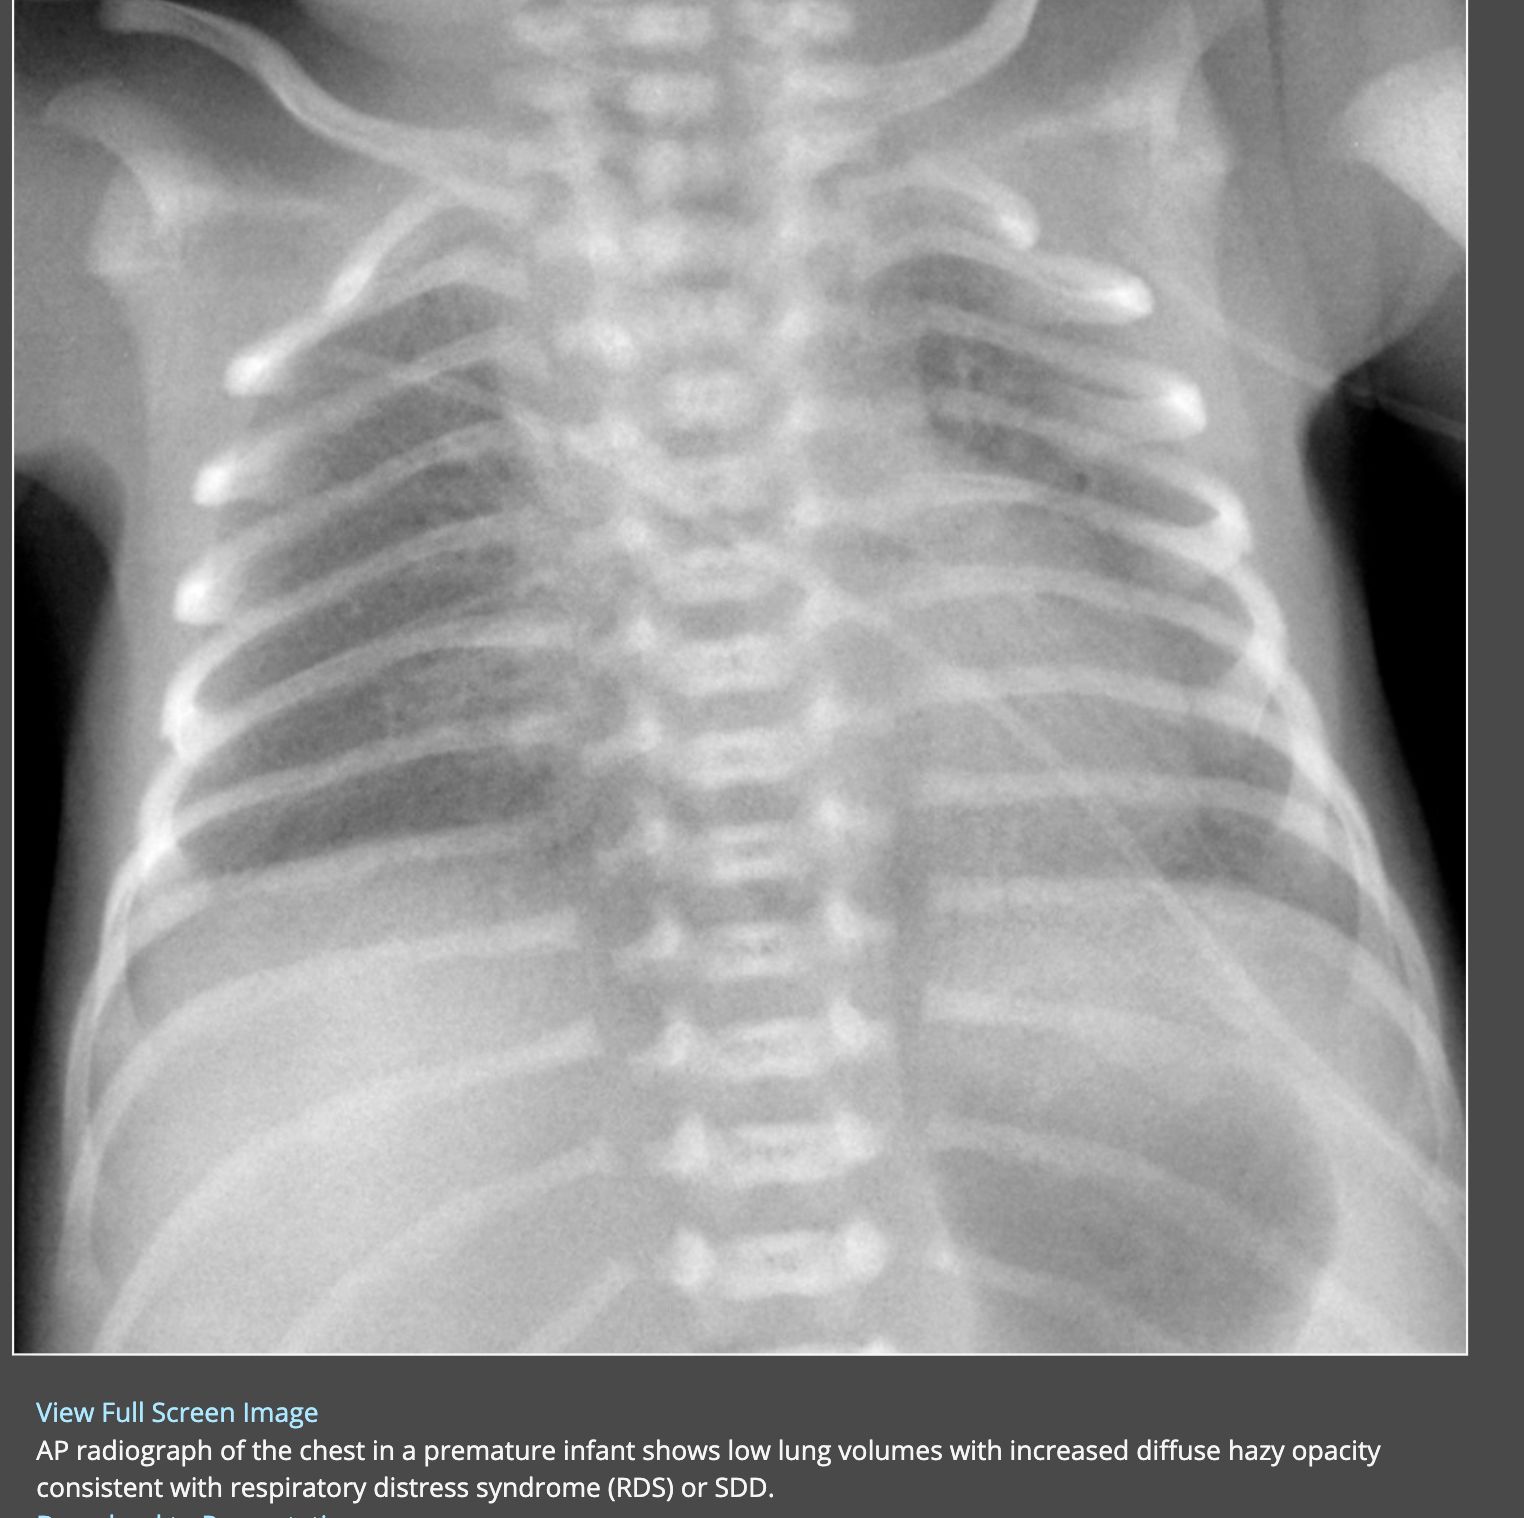 View Full Screen Image
AP radiograph of the chest in a premature infant shows low lung volumes with increased diffuse hazy opacity
consistent with respiratory distress syndrome (RDS) or SDD.